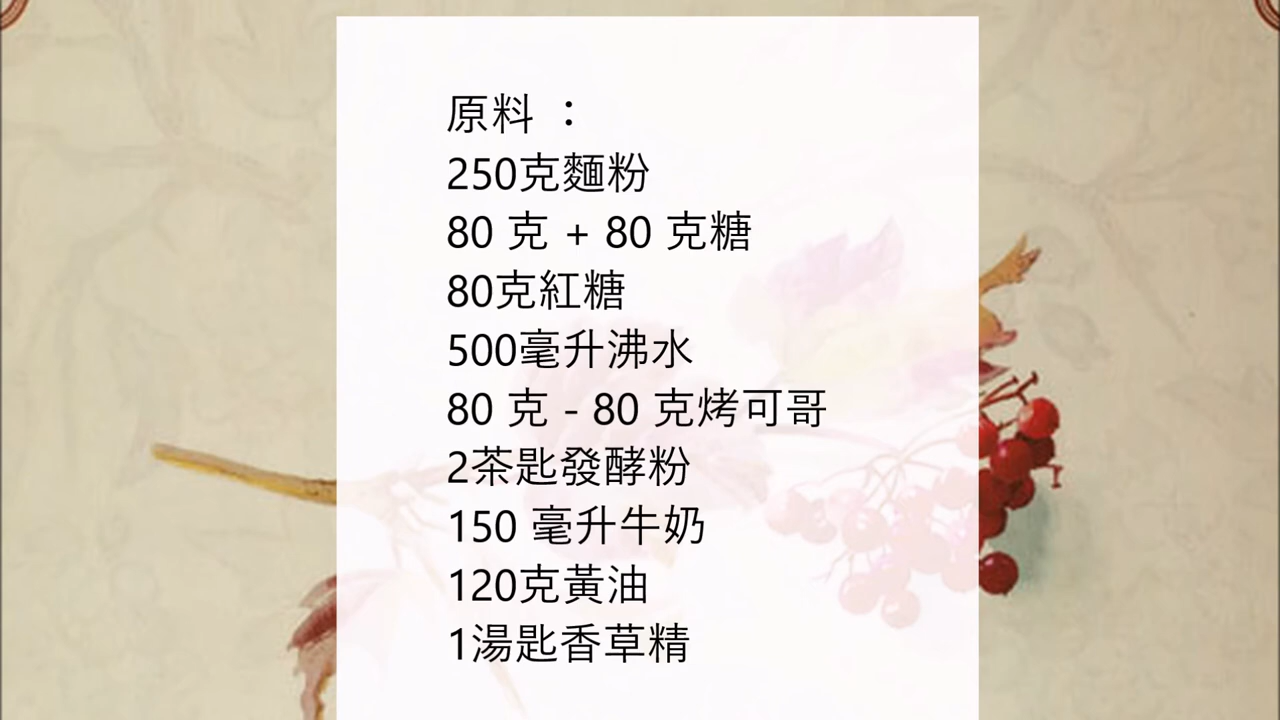 原料 ：
250克麵粉
80 克 + 80 克糖
80克紅糖
500毫升沸水
80 克 - 80 克烤可哥
2茶匙發酵粉
150 毫升牛奶
120克黃油
1湯匙香草精